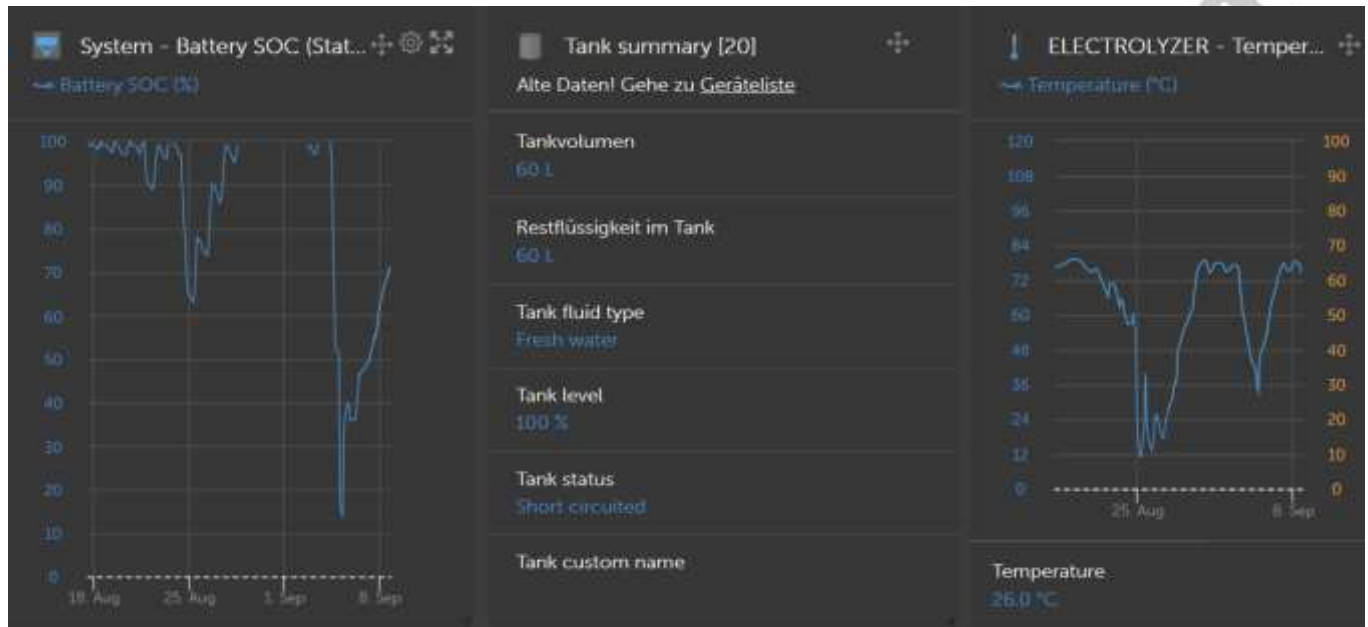 System - Battery SOC (Stat...
Battery SOC (%)
100
90
80
70
60
50
40
30
20
10
0
18. Aug
25. Aug
1. Sep
8. Sep
Tank summary [20]
Alte Daten! Gehe zu Geräteliste
Tankvolumen
60 L
Restflüssigkeit im Tank
60 L
Tank fluid type
Fresh water
Tank level
100 %
Tank status
Short circuited
Tank custom name
ELECTROLYZER - Temper...
Temperature (°C)
120
108
96
84
72
60
48
36
24
12
0
100
90
80
70
60
50
40
30
20
10
0
25. Aug
8. Sep
Temperature
26.0 °C